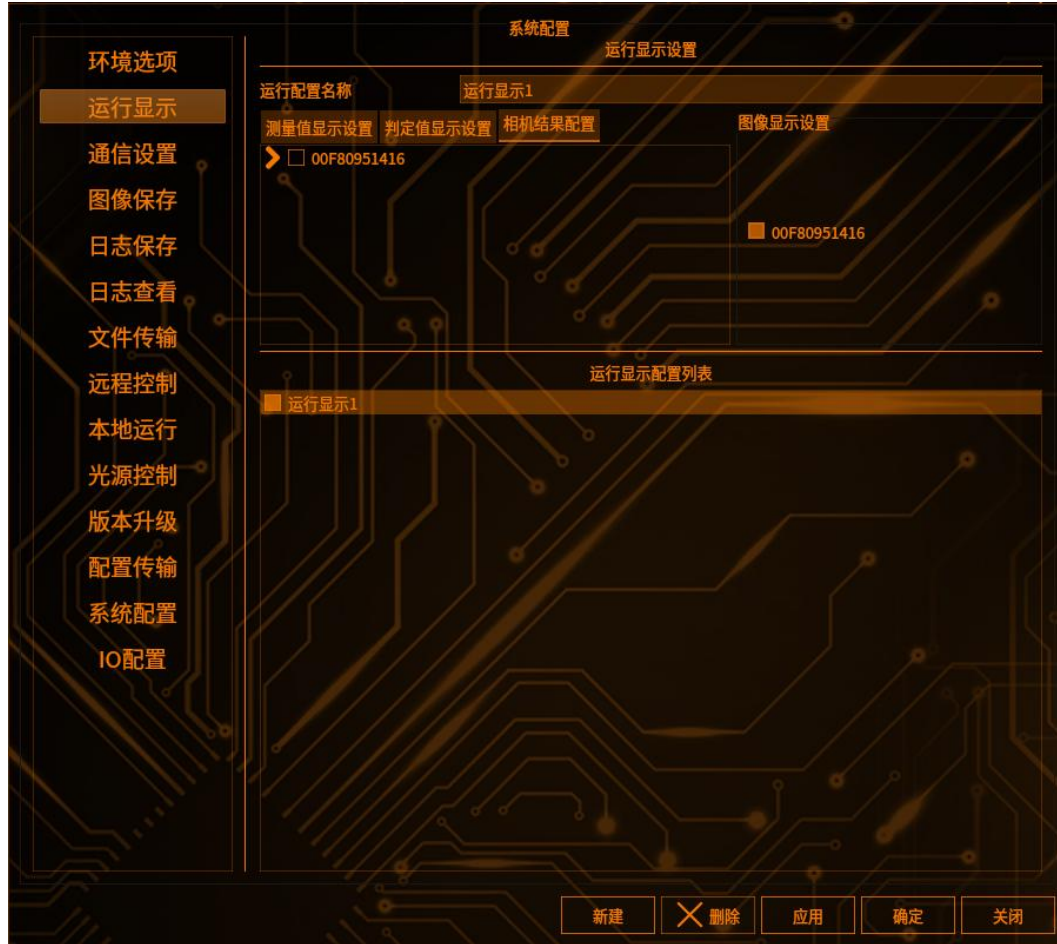 系统配置
环境选项
运行显示
通信设置
图像保存
日志保存
日志查看
文件传输
远程控制
本地运行
光源控制
版本升级
配置传输
系统配置
IO配置
运行显示设置
运行配置名称 运行显示1
测量值显示设置 判定值显示设置 相机结果配置
00F80951416
图像显示设置
00F80951416
运行显示配置列表
运行显示1
新建 删除 应用 确定 关闭